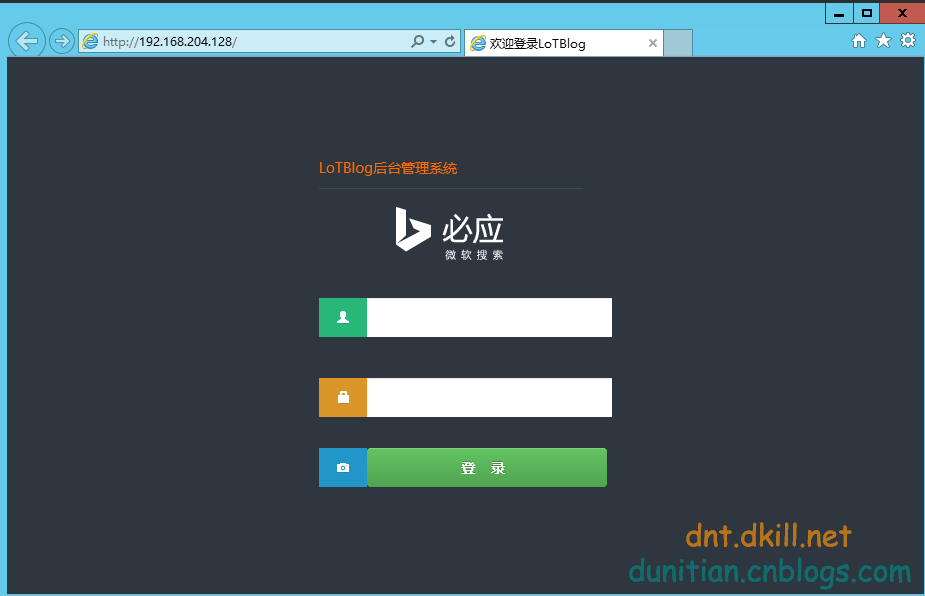 http://192.168.204.128/
欢迎登录LoTBlog
LoTBlog后台管理系统
必应
微软搜索
登 录
dnt.dkill.net
dunitian.cnblogs.com